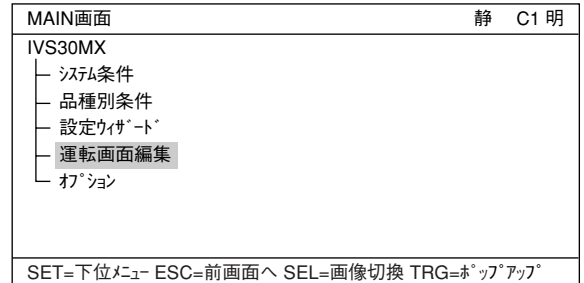 MAIN画面 静 C1 明
IVS30MX
ｼｽﾃﾑ条件
品種別条件
設定ｳｨｻﾞｰﾄﾞ
運転画面編集
ｵﾌﾟｼｮﾝ
SET=下位ﾒﾆｭｰ ESC=前画面へ SEL=画像切換 TRG=ﾎﾟｯﾌﾟｱｯﾌﾟ